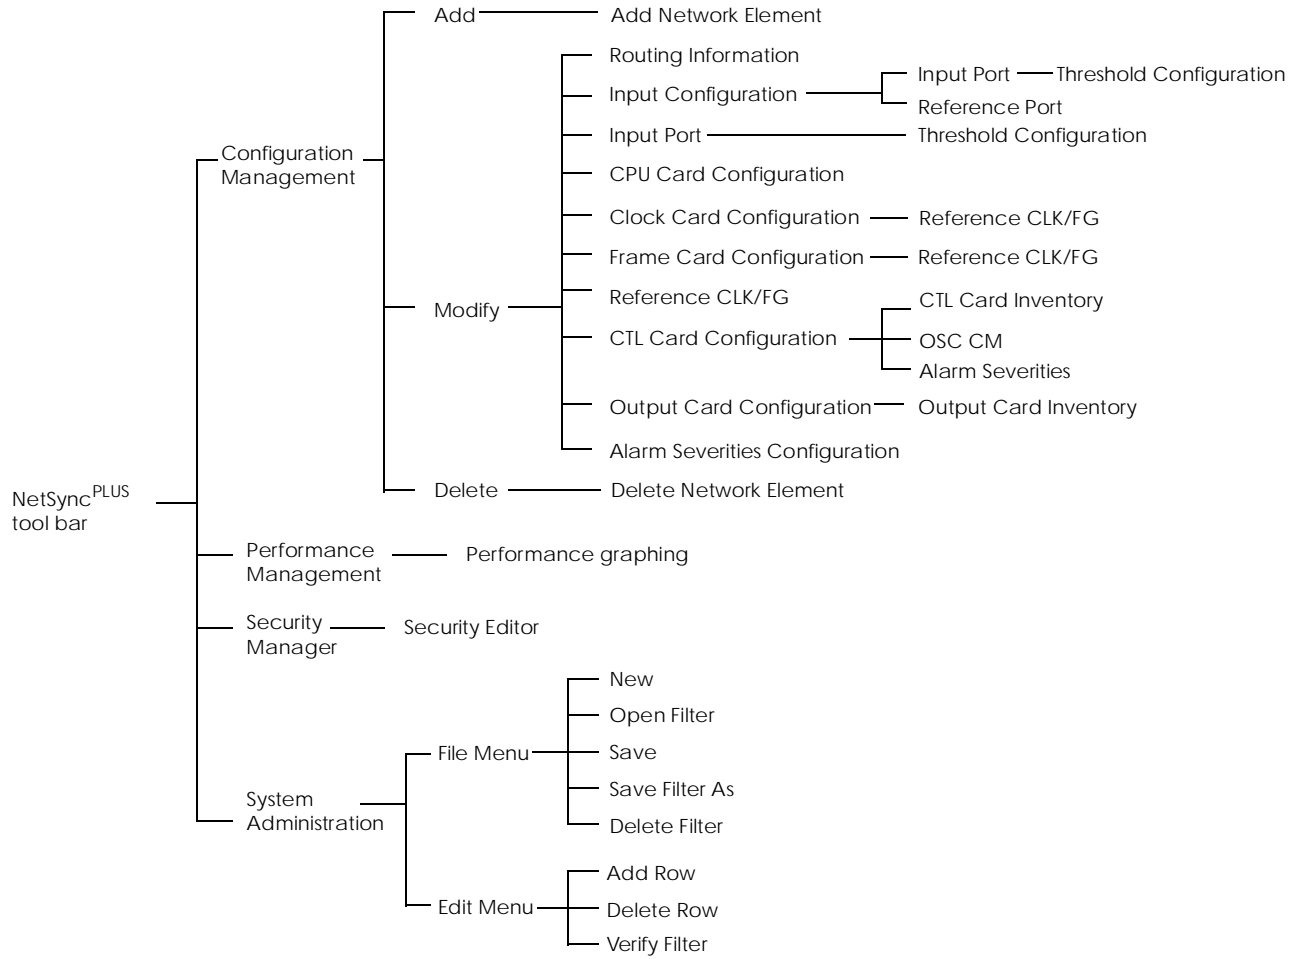 Add
Add Network Element
Routing Information
Input Configuration
Input Port
Threshold Configuration
Reference Port
Input Port
Threshold Configuration
Configuration
Management
CPU Card Configuration
Clock Card Configuration
Reference CLK/FG
Frame Card Configuration
Reference CLK/FG
Reference CLK/FG
Modify
CTL Card Configuration
CTL Card Inventory
OSC CM
Alarm Severities
Output Card Configuration
Output Card Inventory
Alarm Severities Configuration
Delete
Delete Network Element
NetSyncPLUS
tool bar
Performance
Management
Performance graphing
Security
Manager
Security Editor
System
Administration
File Menu
New
Open Filter
Save
Save Filter As
Delete Filter
Edit Menu
Add Row
Delete Row
Verify Filter